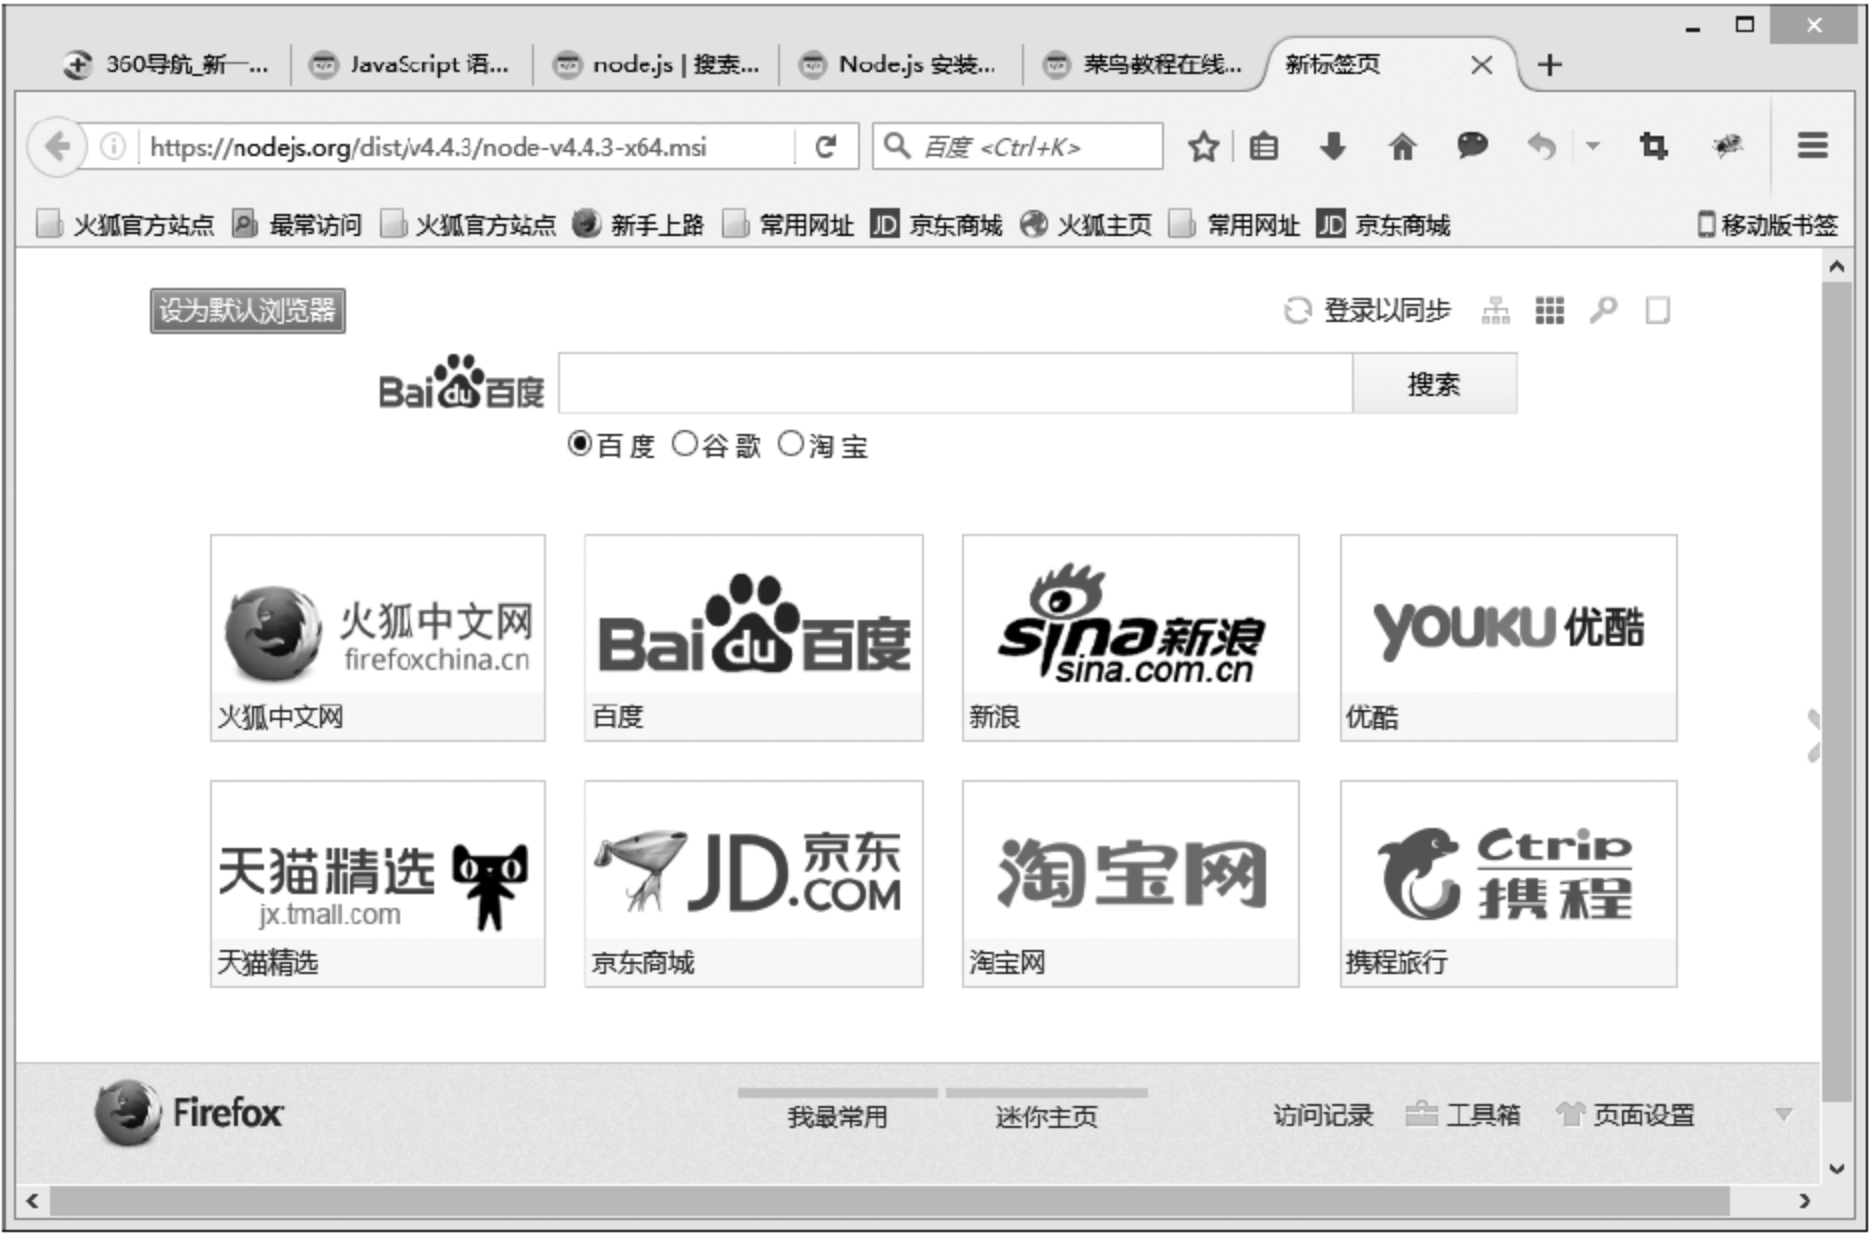 360导航_新一... JavaScript 语... node.js | 搜索... Node.js 安装... 菜鸟教程在线... 新标签页
https://nodejs.org/dist/v4.4.3/node-v4.4.3-x64.msi 百度 <Ctrl+K>
火狐官方站点 最常访问 火狐官方站点 新手上路 常用网址 JD 京东商城 火狐主页 常用网址 JD 京东商城 移动版书签
设为默认浏览器 登录以同步
Baidu百度 搜索
百度 谷歌 淘宝
火狐中文网 Baidu百度 sina新浪 YOUKU优酷
firefoxchina.cn sina.com.cn
火狐中文网 百度 新浪 优酷
天猫精选 JD.COM 京东 淘宝网 Ctrip 携程
jx.tmall.com
天猫精选 京东商城 淘宝网 携程旅行
Firefox 我最常用 迷你主页 访问记录 工具箱 页面设置